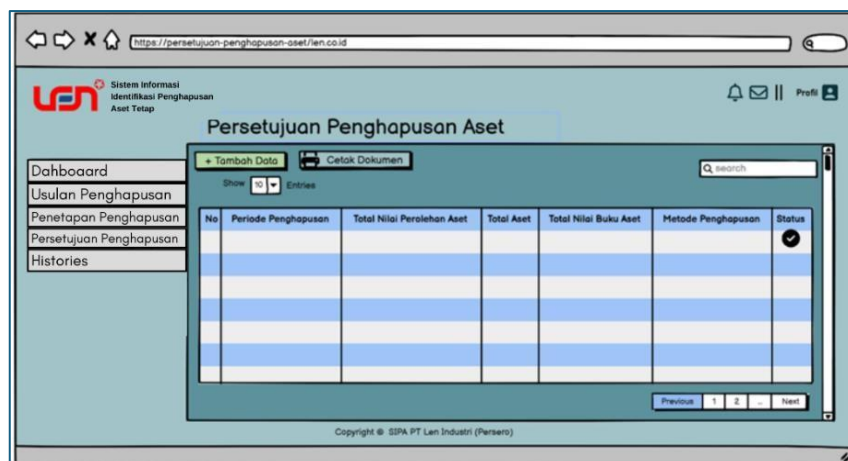 https://persetujuan-penghapusan-aset/len.co.id
Len
Sistem Informasi
Identifikasi Penghapusan
Aset Tetap
Profil
Persetujuan Penghapusan Aset
+ Tambah Data
Cetak Dokumen
search
Show 10 Entries
Dahboaard
Usulan Penghapusan
Penetapan Penghapusan
Persetujuan Penghapusan
Histories
No Periode Penghapusan Total Nilai Perolehan Aset Total Aset Total Nilai Buku Aset Metode Penghapusan Status
Previous 1 2 .. Next
Copyright © SIPA PT Len Industri (Persero)